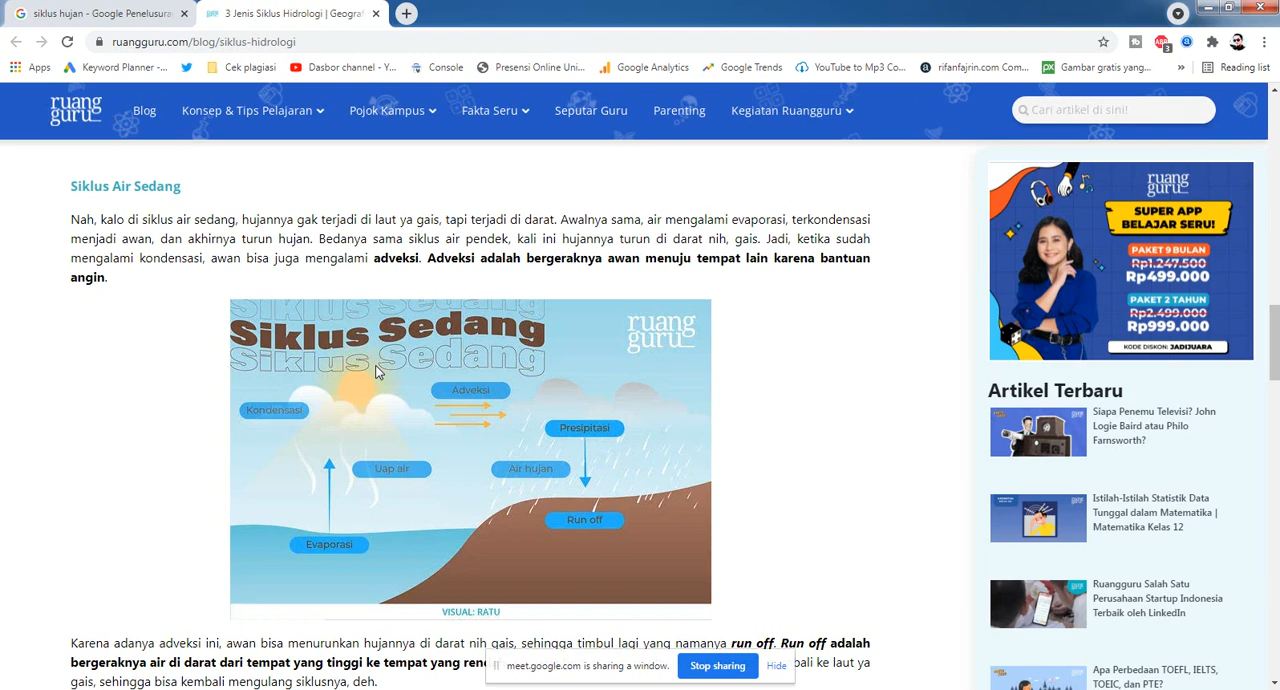 siklus hujan - Google Penelusura
3 Jenis Siklus Hidrologi | Geograf
ruangguru.com/blog/siklus-hidrologi
Apps
Keyword Planner -...
Cek plagiasi
Dasbor channel - Y...
Console
Presensi Online Uni...
Google Analytics
Google Trends
YouTube to Mp3 Co...
rifanfajrin.com Com...
Gambar gratis yang...
»
Reading list
ruang
guru
Blog
Konsep & Tips Pelajaran
Pojok Kampus
Fakta Seru
Seputar Guru
Parenting
Kegiatan Ruangguru
Cari artikel di sini!
Siklus Air Sedang
Nah, kalo di siklus air sedang, hujannya gak terjadi di laut ya gais, tapi terjadi di darat. Awalnya sama, air mengalami evaporasi, terkondensasi
menjadi awan, dan akhirnya turun hujan. Bedanya sama siklus air pendek, kali ini hujannya turun di darat nih, gais. Jadi, ketika sudah
mengalami kondensasi, awan bisa juga mengalami adveksi. Adveksi adalah bergeraknya awan menuju tempat lain karena bantuan
angin.
Siklus Sedang
Siklus Sedang
Siklus Sedang
ruang
guru
Kondensasi
Adveksi
Presipitasi
Uap air
Air hujan
Run off
Evaporasi
VISUAL: RATU
Karena adanya adveksi ini, awan bisa menurunkan hujannya di darat nih gais, sehingga timbul lagi yang namanya run off. Run off adalah
bergeraknya air di darat dari tempat yang tinggi ke tempat yang ren
bali ke laut ya
gais, sehingga bisa kembali mengulang siklusnya, deh.
meet.google.com is sharing a window.
Stop sharing
Hide
ruang
guru
SUPER APP
BELAJAR SERU!
PAKET 9 BULAN
Rp1.247.500
Rp499.000
PAKET 2 TAHUN
Rp2.499.000
Rp999.000
KODE DISKON: JADIJUARA
Artikel Terbaru
Siapa Penemu Televisi? John
Logie Baird atau Philo
Farnsworth?
Istilah-Istilah Statistik Data
Tunggal dalam Matematika |
Matematika Kelas 12
Ruangguru Salah Satu
Perusahaan Startup Indonesia
Terbaik oleh LinkedIn
Apa Perbedaan TOEFL, IELTS,
TOEIC, dan PTE?